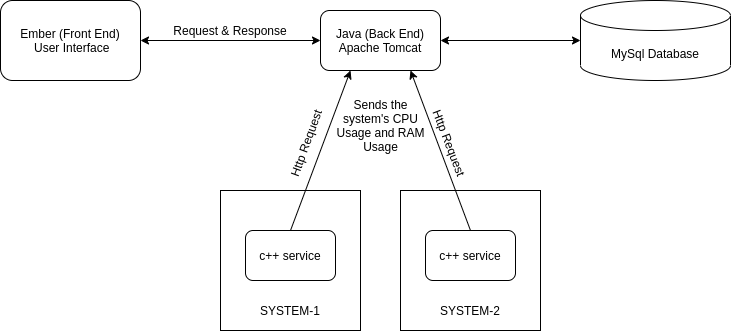 Ember (Front End)
User Interface
Request & Response
Java (Back End)
Apache Tomcat
MySql Database
Http Request
Sends the
system's CPU
Usage and RAM
Usage
Http Request
c++ service
SYSTEM-1
c++ service
SYSTEM-2